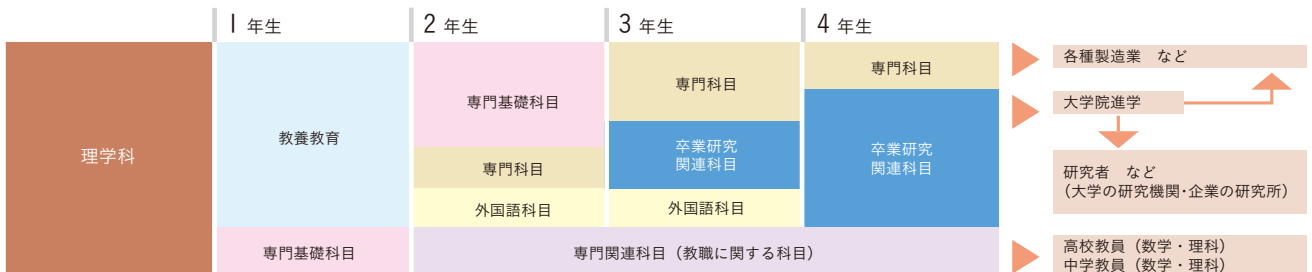 1 年生
2 年生
3 年生
4 年生
理学科
教養教育
専門基礎科目
専門基礎科目
専門科目
外国語科目
専門科目
卒業研究
関連科目
外国語科目
専門科目
卒業研究
関連科目
専門関連科目（教職に関する科目）
各種製造業　など
大学院進学
研究者　など
（大学の研究機関･企業の研究所）
高校教員（数学・理科）
中学教員（数学・理科）